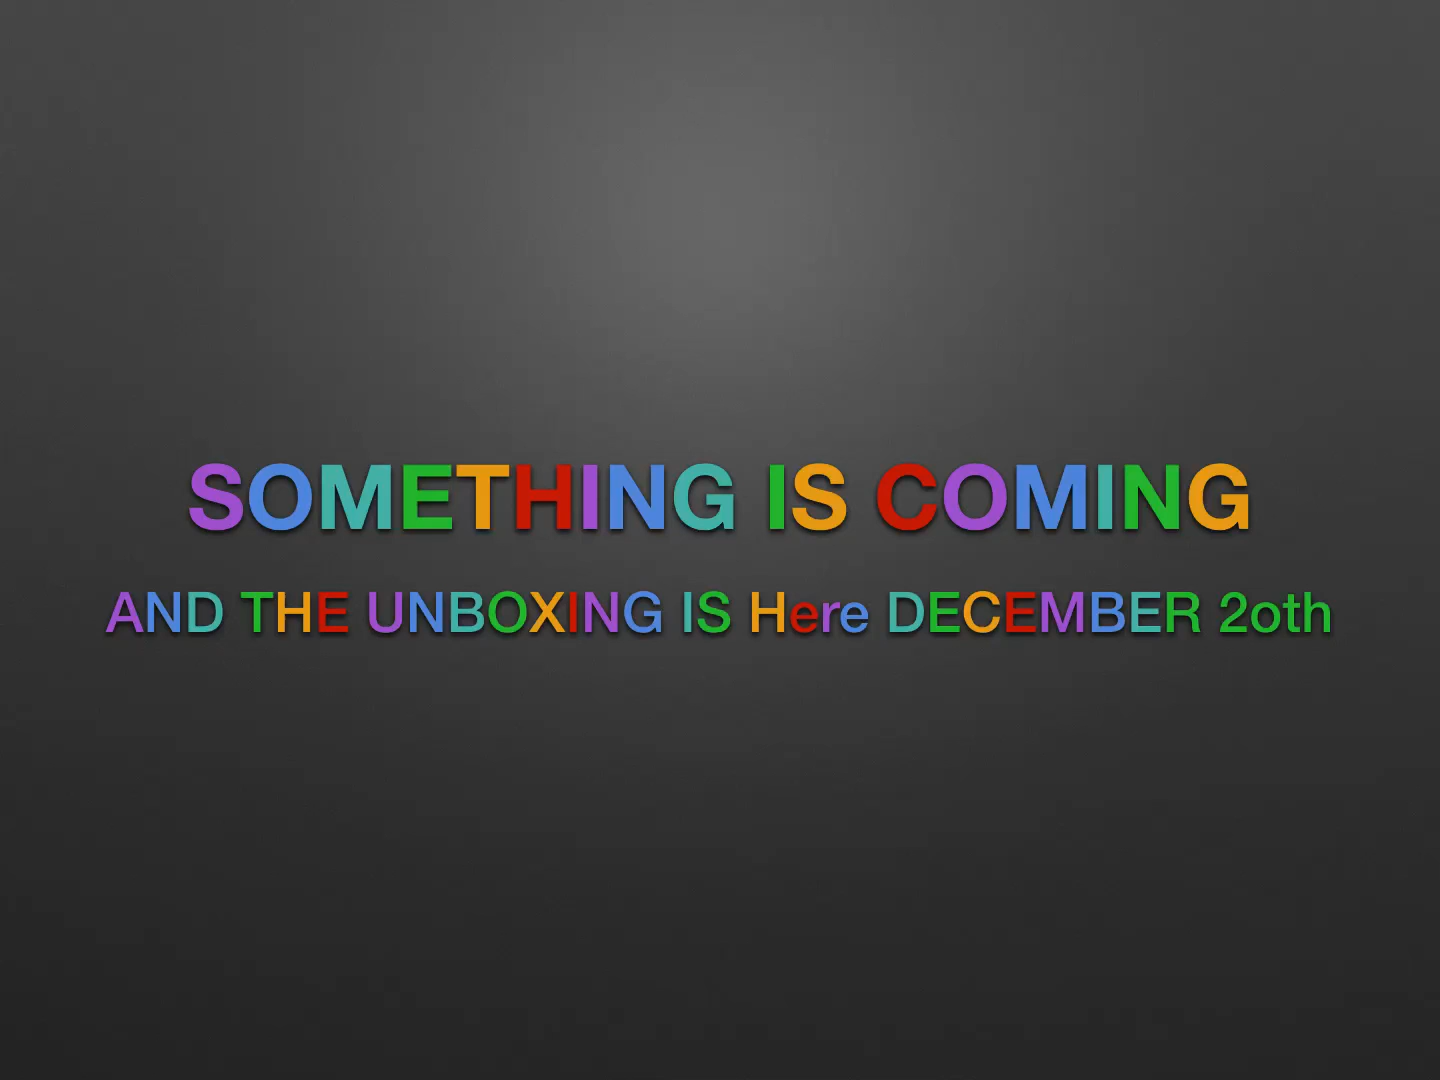 SOMETHING IS COMING
AND THE UNBOXING IS Here DECEMBER 2oth